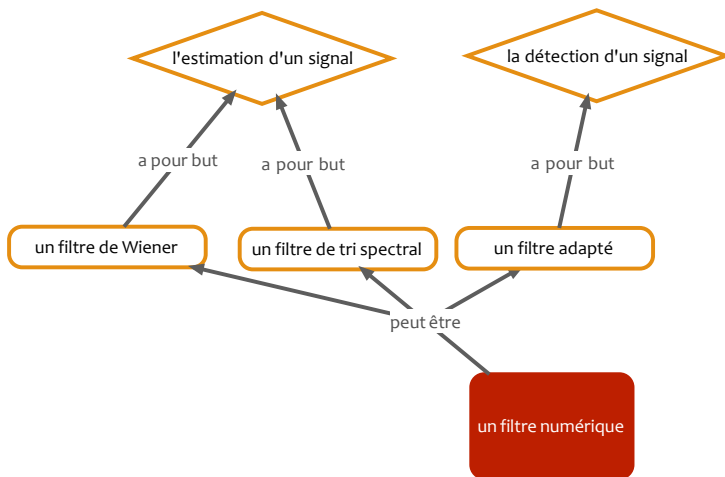 l'estimation d'un signal
la détection d'un signal
a pour but
a pour but
a pour but
un filtre de Wiener
un filtre de tri spectral
un filtre adapté
peut être
un filtre numérique